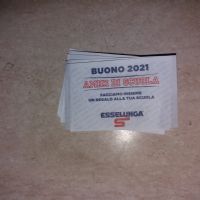 BUONO 2021
AMICI DI SCUOLA
FACCIAMO INSIEME
UN REGALO ALLA TUA SCUOLA
ESSELUNGA
S